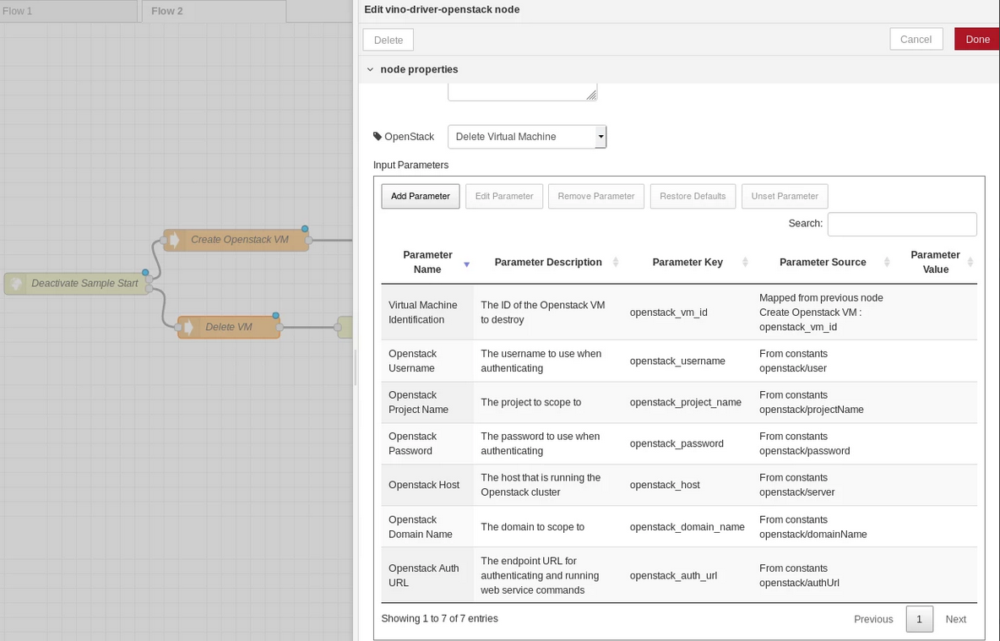 Flow 1
Flow 2
Edit vino-driver-openstack node
Delete
Cancel
Done
node properties
OpenStack
Delete Virtual Machine
Input Parameters
Add Parameter
Edit Parameter
Remove Parameter
Restore Defaults
Unset Parameter
Search:
Parameter
Name
Parameter Description
Parameter Key
Parameter Source
Parameter
Value
Virtual Machine
Identification
The ID of the Openstack VM
to destroy
openstack_vm_id
Mapped from previous node
Create Openstack VM :
openstack_vm_id
Openstack
Username
The username to use when
authenticating
openstack_username
From constants
openstack/user
Openstack
Project Name
The project to scope to
openstack_project_name
From constants
openstack/projectName
Openstack
Password
The password to use when
authenticating
openstack_password
From constants
openstack/password
Openstack Host
The host that is running the
Openstack cluster
openstack_host
From constants
openstack/server
Openstack
Domain Name
The domain to scope to
openstack_domain_name
From constants
openstack/domainName
Openstack Auth
URL
The endpoint URL for
authenticating and running
web service commands
openstack_auth_url
From constants
openstack/authUrl
Showing 1 to 7 of 7 entries
Previous
1
Next
Create Openstack VM
Deactivate Sample Start
Delete VM